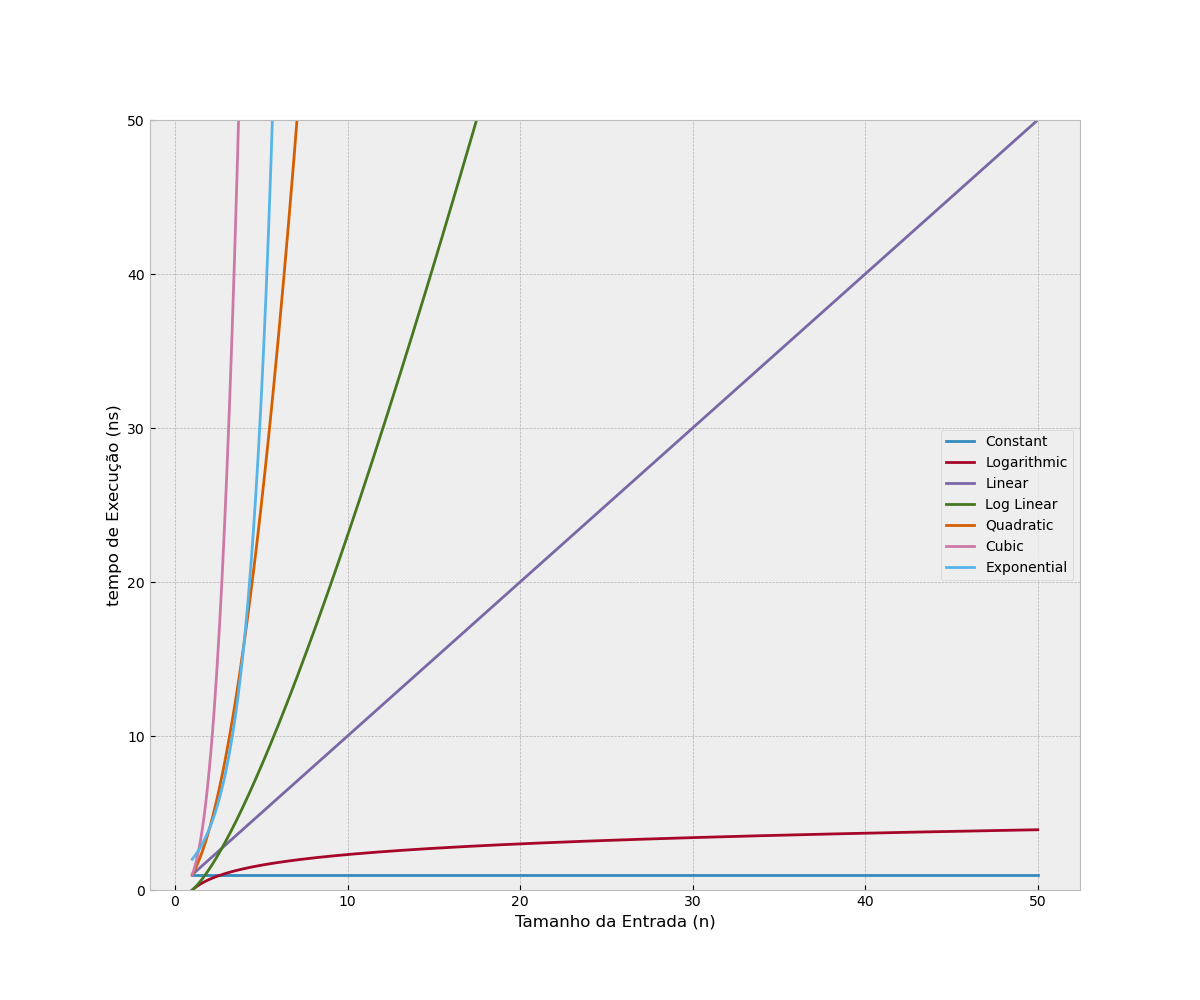 50
40
30
20
10
0
tempo de Execução (ns)
Constant
Logarithmic
Linear
Log Linear
Quadratic
Cubic
Exponential
0 10 20 30 40 50
Tamanho da Entrada (n)